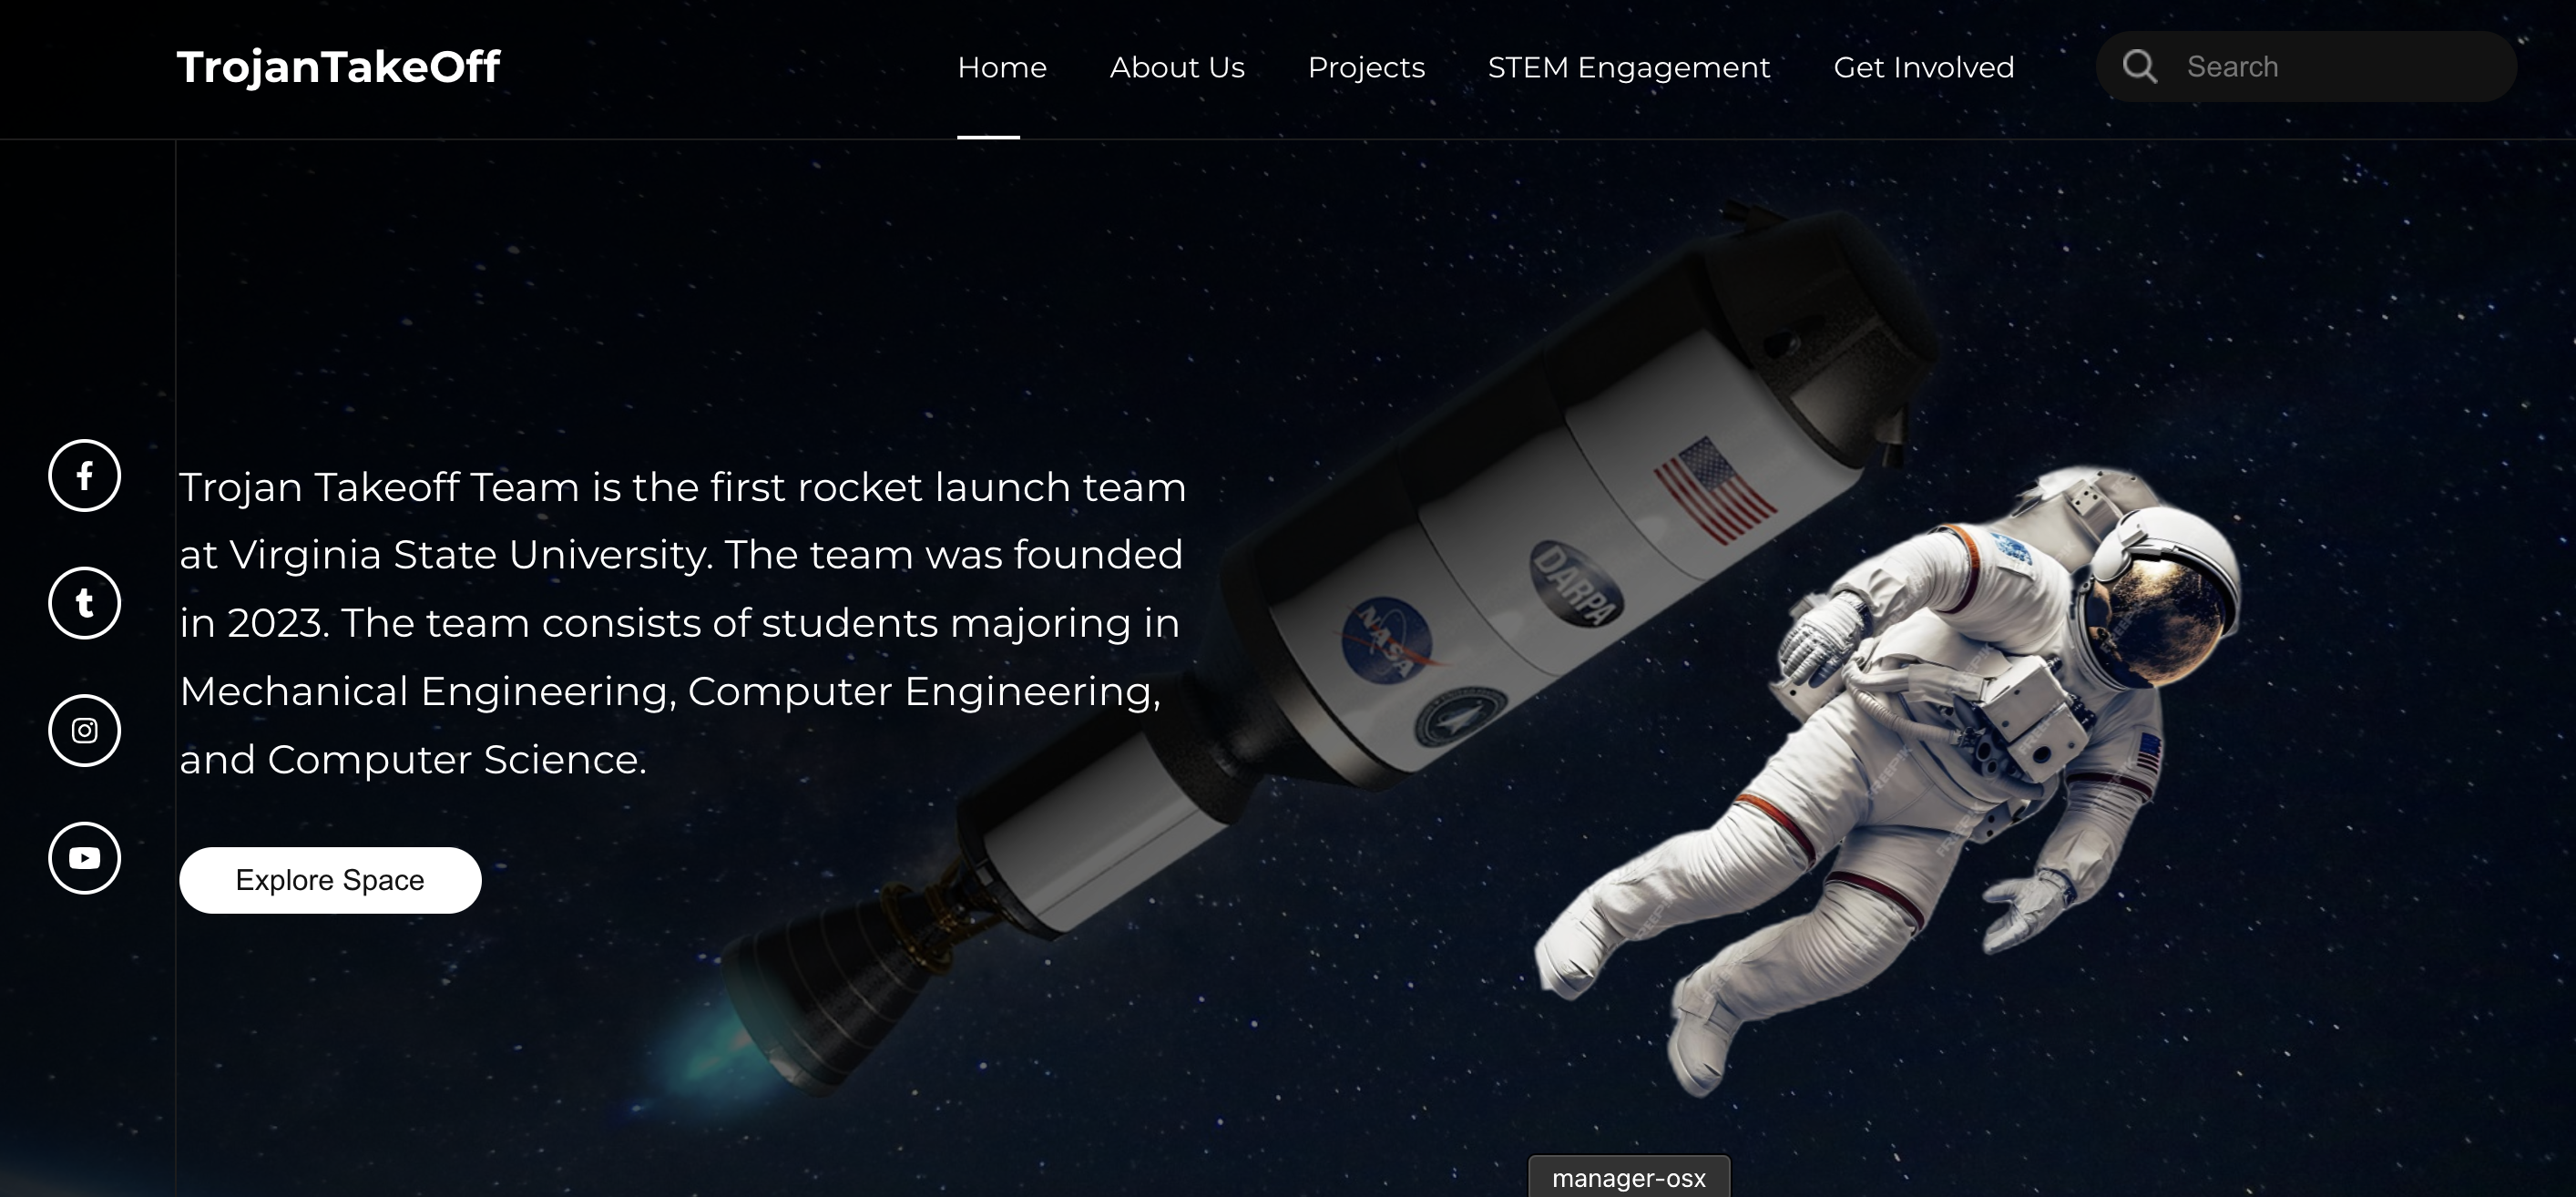 TrojanTakeOff
Home
About Us
Projects
STEM Engagement
Get Involved
Search
Trojan Takeoff Team is the first rocket launch team
at Virginia State University. The team was founded
in 2023. The team consists of students majoring in
Mechanical Engineering, Computer Engineering,
and Computer Science.
Explore Space
DARPA
NASA
FREEPIK
manager-osx